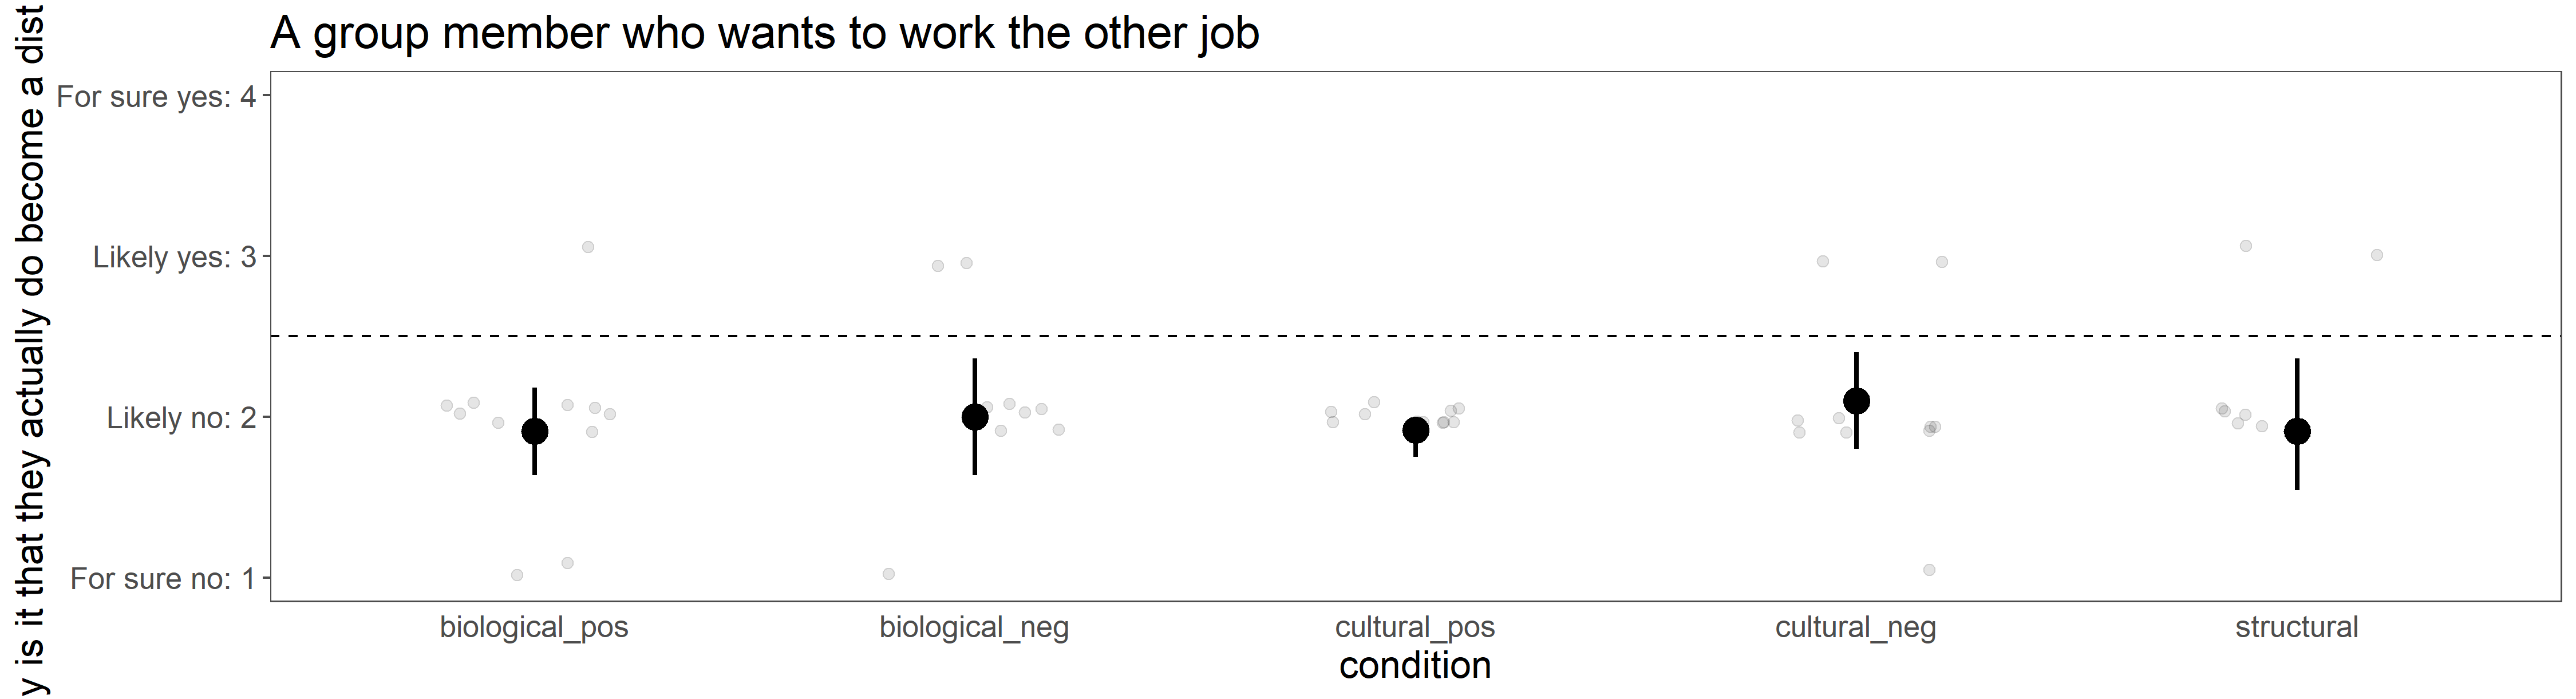 A group member who wants to work the other job
y is it that they actually do become a dist
For sure yes: 4
Likely yes: 3
Likely no: 2
For sure no: 1
biological_pos
biological_neg
cultural_pos
cultural_neg
structural
condition